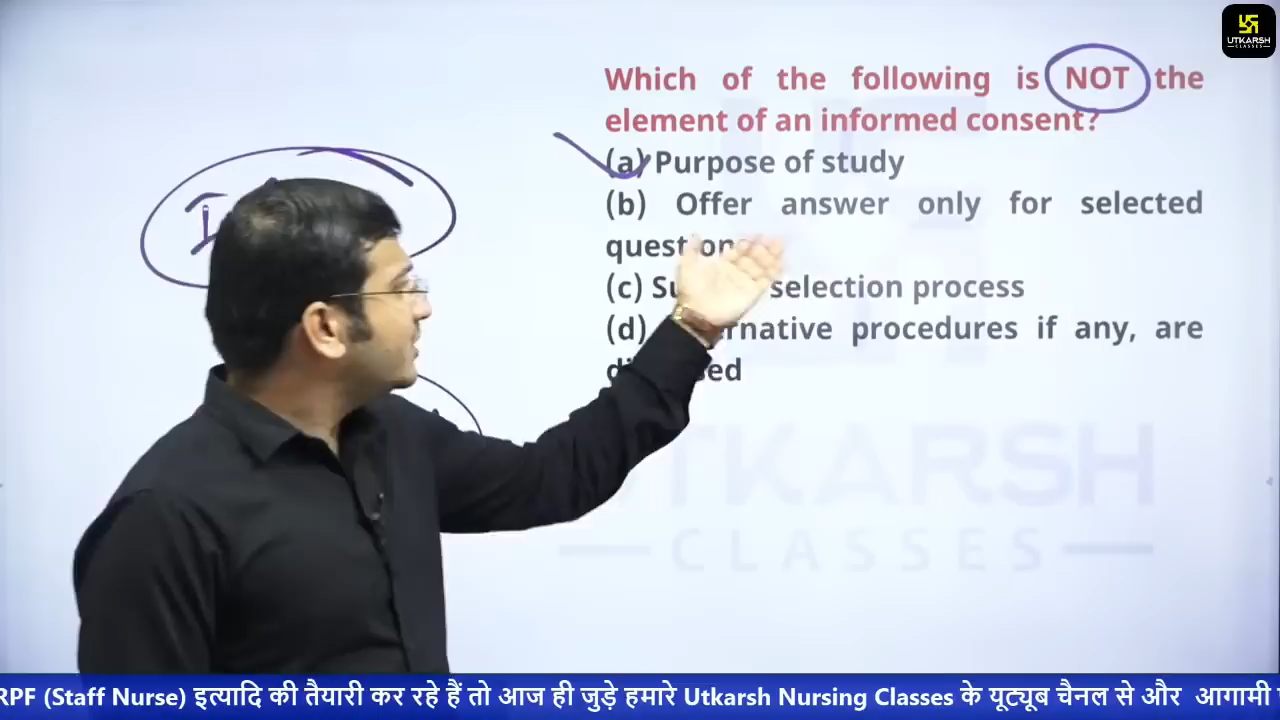 UTKARSH
CLASSES
Which of the following is NOT the
element of an informed consent?
(a) Purpose of study
(b) Offer answer only for selected
(c) selection process
(d) procedures if any, are
UTKARSH
CLASSES
RPF (Staff Nurse) इत्यादि की तैयारी कर रहे हैं तो आज ही जुड़े हमारे Utkarsh Nursing Classes के यूट्यूब चैनल से और आगामी